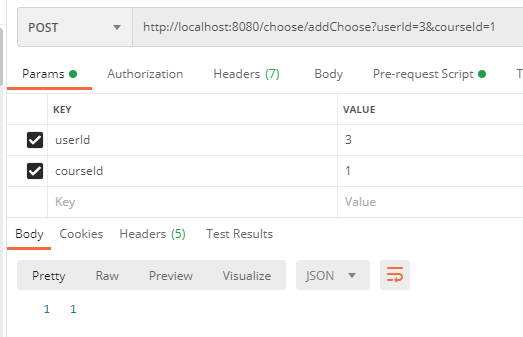 POST http://localhost:8080/choose/addChoose?userId=3&courseId=1
Params Authorization Headers (7) Body Pre-request Script T
KEY VALUE
userId 3
courseId 1
Key Value
Body Cookies Headers (5) Test Results
Pretty Raw Preview Visualize JSON
1 1